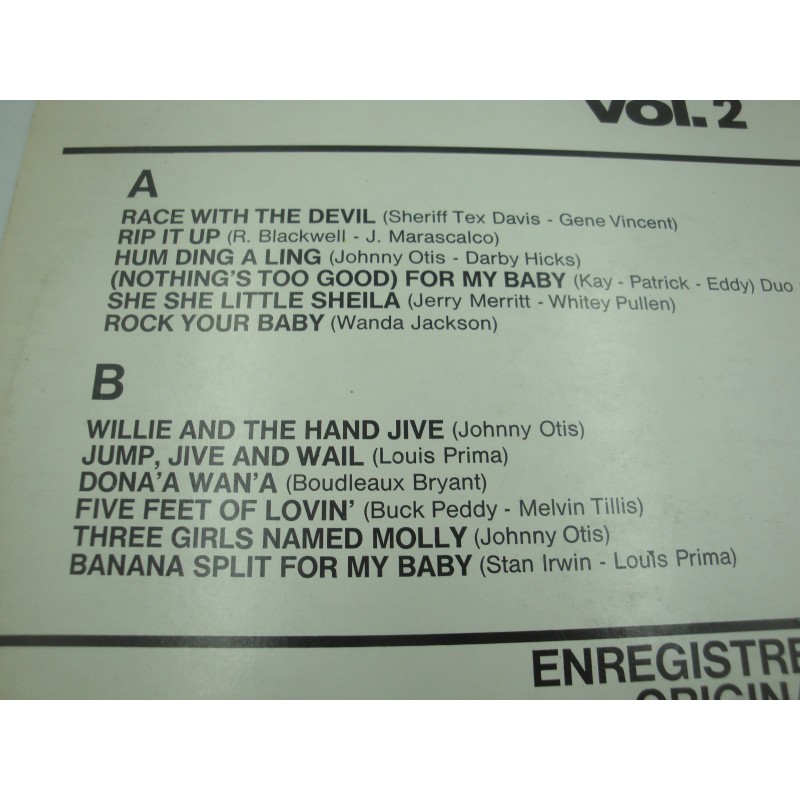 VOL.2
A
RACE WITH THE DEVIL (Sheriff Tex Davis - Gene Vincent)
RIP IT UP (R. Blackwell - J. Marascalco)
HUM DING A LING (Johnny Otis - Darby Hicks)
(NOTHING'S TOO GOOD) FOR MY BABY (Kay - Patrick - Eddy) Duo
SHE SHE LITTLE SHEILA (Jerry Merritt - Whitey Pullen)
ROCK YOUR BABY (Wanda Jackson)
B
WILLIE AND THE HAND JIVE (Johnny Otis)
JUMP, JIVE AND WAIL (Louis Prima)
DONA'A WAN'A (Boudleaux Bryant)
FIVE FEET OF LOVIN' (Buck Peddy - Melvin Tillis)
THREE GIRLS NAMED MOLLY (Johnny Otis)
BANANA SPLIT FOR MY BABY (Stan Irwin - Louis Prima)
ENREGISTRE
ORIGINA